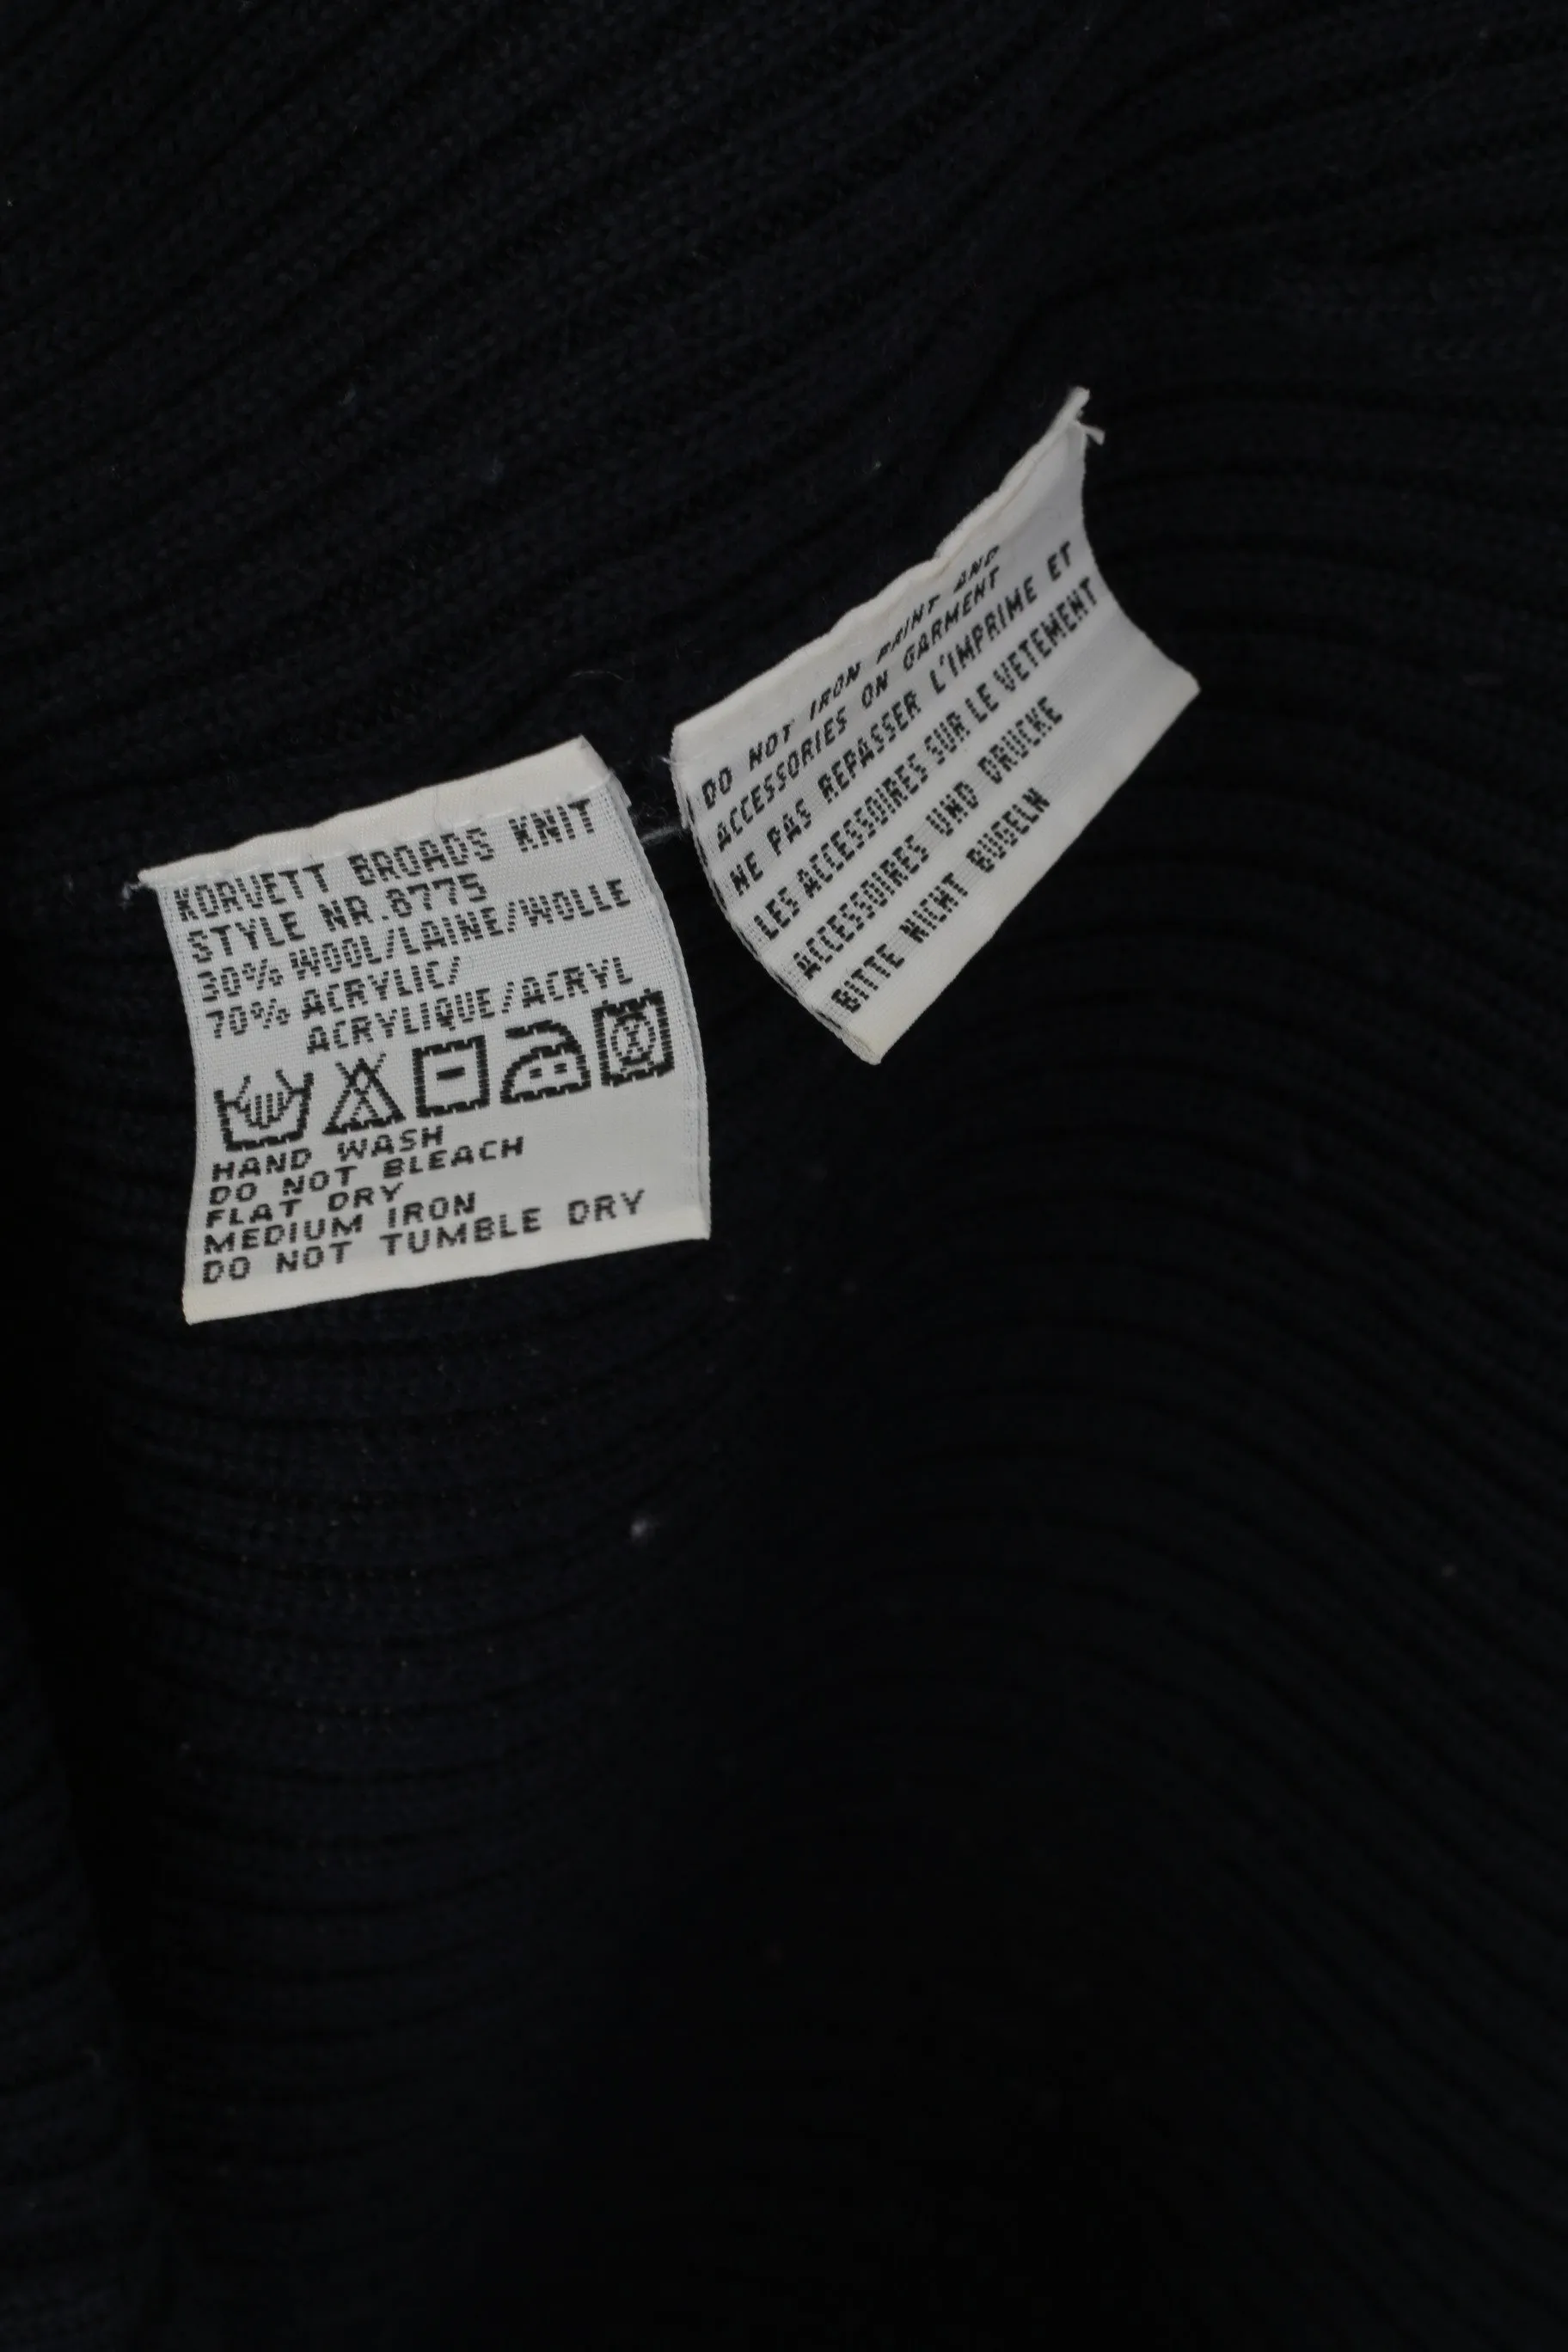 KORVETT BROADS KNIT
STYLE NR.8775
30% WOOL/LAINE/WOLLE
70% ACRYLIC/
ACRYLIQUE/ACRYL
HAND WASH
DO NOT BLEACH
FLAT DRY
MEDIUM IRON
DO NOT TUMBLE DRY
DO NOT IRON PRINT AND
ACCESSORIES ON GARMENT
NE PAS REPASSER L'IMPRIME ET
LES ACCESSOIRES SUR LE VETEMENT
ACCESSOIRES UND DRUCKE
BITTE NICHT BUGELN